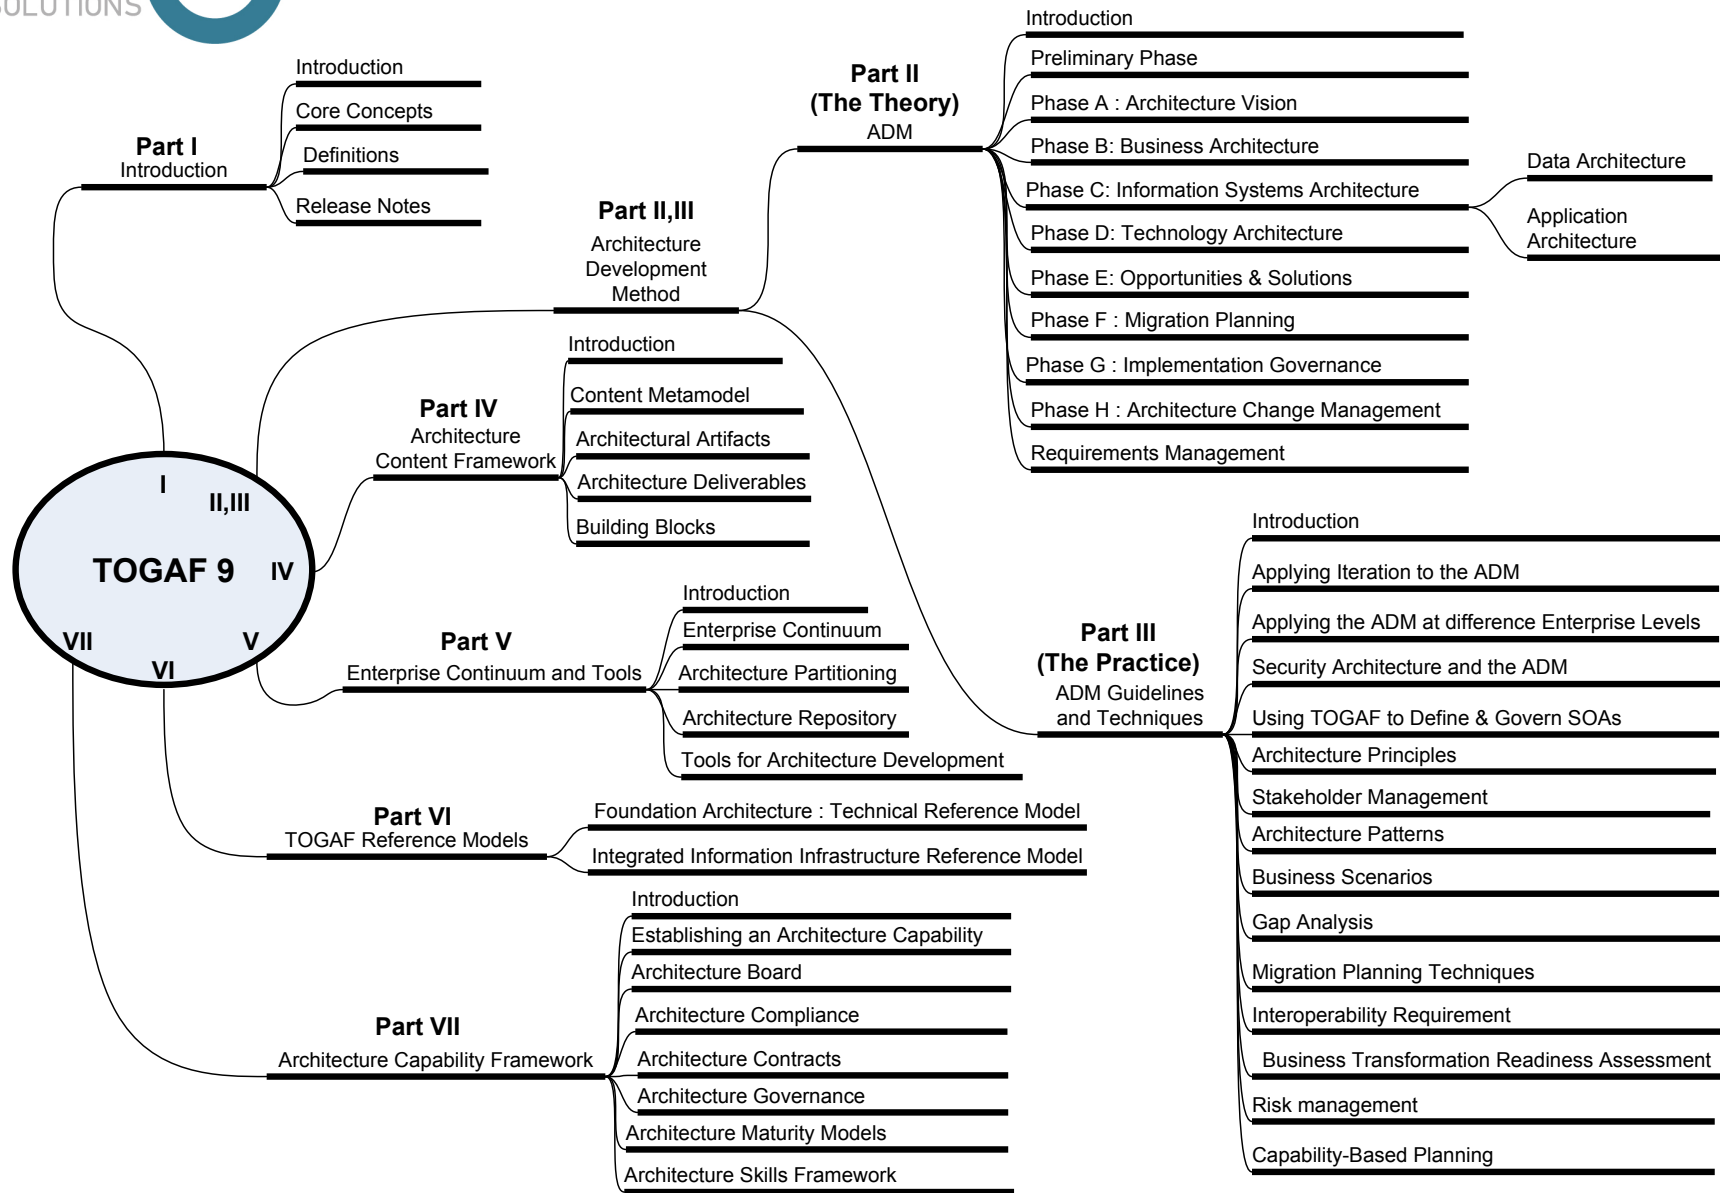 SOLUTIONS
Part I
Introduction
Introduction
Core Concepts
Definitions
Release Notes
Part II,III
Architecture
Development
Method
Part II
(The Theory)
ADM
Introduction
Preliminary Phase
Phase A : Architecture Vision
Phase B: Business Architecture
Phase C: Information Systems Architecture
Data Architecture
Application
Architecture
Phase D: Technology Architecture
Phase E: Opportunities & Solutions
Phase F : Migration Planning
Phase G : Implementation Governance
Phase H : Architecture Change Management
Requirements Management
Part III
(The Practice)
ADM Guidelines
and Techniques
Introduction
Applying Iteration to the ADM
Applying the ADM at difference Enterprise Levels
Security Architecture and the ADM
Using TOGAF to Define & Govern SOAs
Architecture Principles
Stakeholder Management
Architecture Patterns
Business Scenarios
Gap Analysis
Migration Planning Techniques
Interoperability Requirement
Business Transformation Readiness Assessment
Risk management
Capability-Based Planning
Part IV
Architecture
Content Framework
Introduction
Content Metamodel
Architectural Artifacts
Architecture Deliverables
Building Blocks
I
II,III
TOGAF 9
IV
VII
V
VI
Part V
Enterprise Continuum and Tools
Introduction
Enterprise Continuum
Architecture Partitioning
Architecture Repository
Tools for Architecture Development
Part VI
TOGAF Reference Models
Foundation Architecture : Technical Reference Model
Integrated Information Infrastructure Reference Model
Part VII
Architecture Capability Framework
Introduction
Establishing an Architecture Capability
Architecture Board
Architecture Compliance
Architecture Contracts
Architecture Governance
Architecture Maturity Models
Architecture Skills Framework